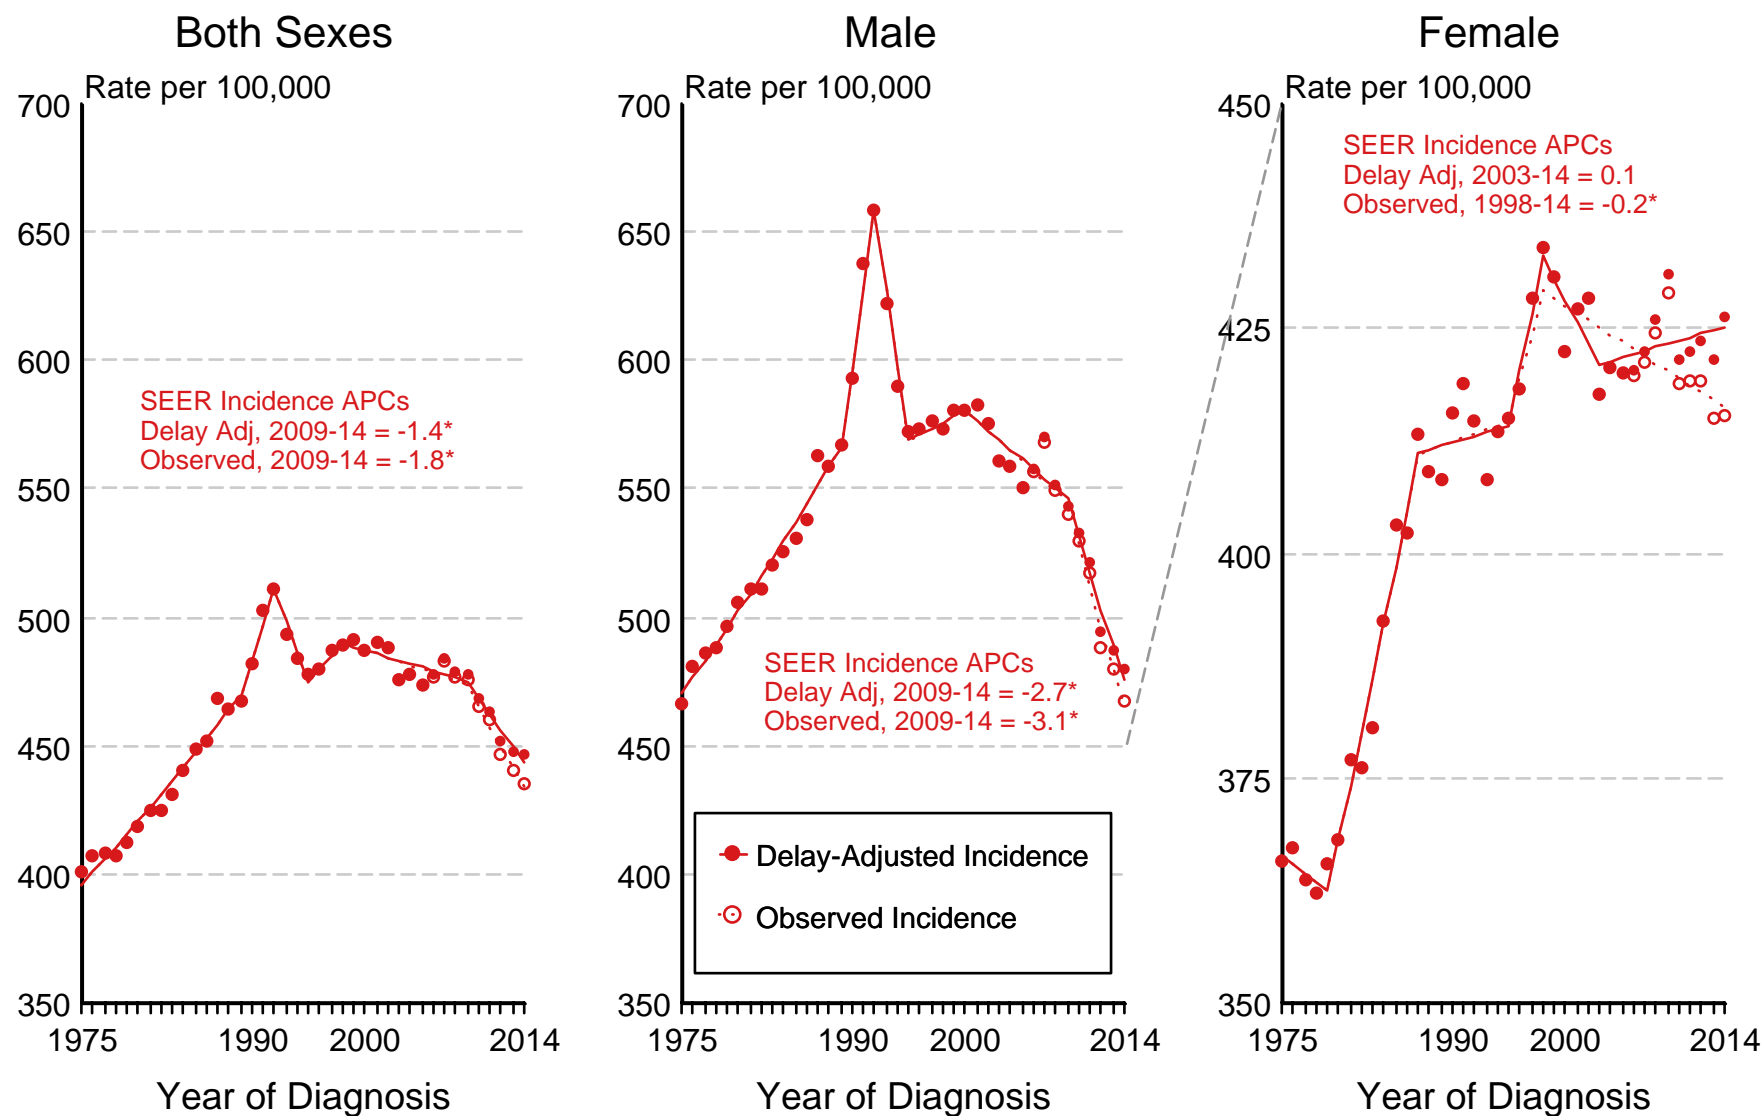 Both Sexes
Rate per 100,000
700
650
600
550
500
450
400
350
SEER Incidence APCs
Delay Adj, 2009-14 = -1.4*
Observed, 2009-14 = -1.8*
1975
1990
2000
2014
Year of Diagnosis
Male
Rate per 100,000
700
650
600
550
500
450
400
350
SEER Incidence APCs
Delay Adj, 2009-14 = -2.7*
Observed, 2009-14 = -3.1*
Delay-Adjusted Incidence
Observed Incidence
1975
1990
2000
2014
Year of Diagnosis
Female
Rate per 100,000
450
425
400
375
350
SEER Incidence APCs
Delay Adj, 2003-14 = 0.1
Observed, 1998-14 = -0.2*
1975
1990
2000
2014
Year of Diagnosis